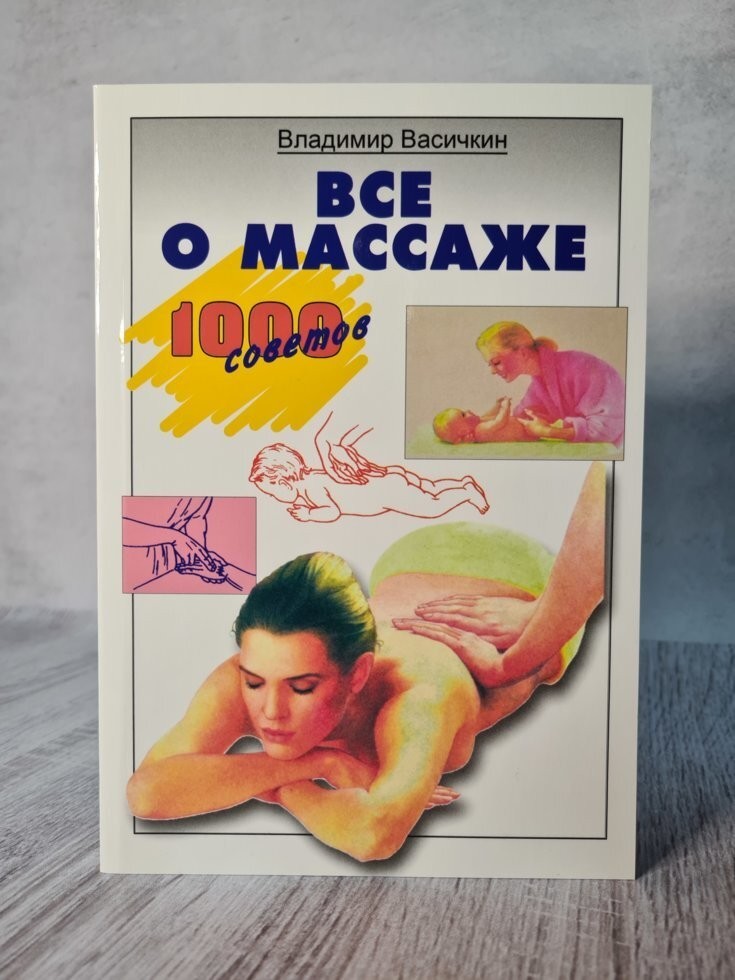 Владимир Васичкин
ВСЕ
О МАССАЖЕ
1000
советов